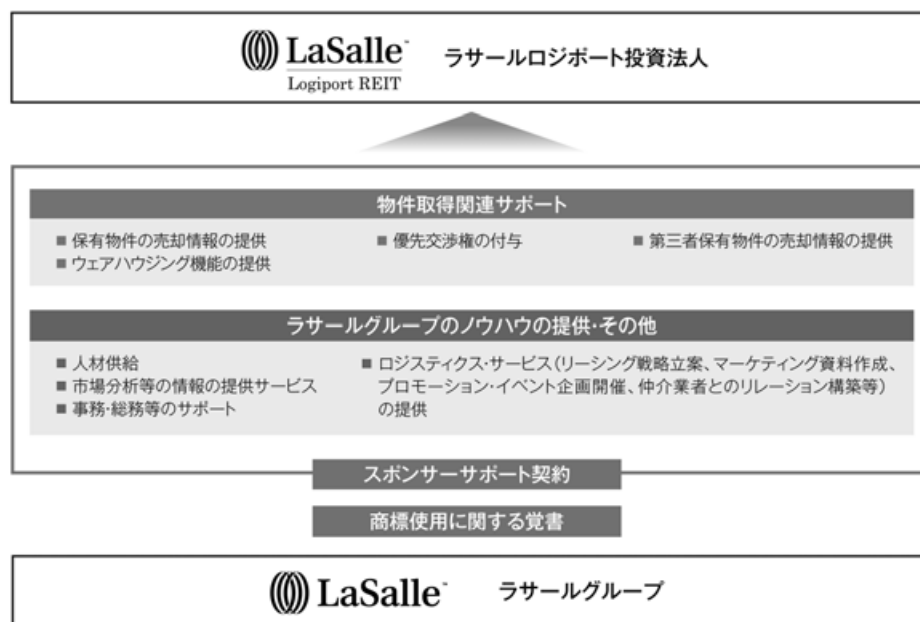 LaSalle™ ラサールロジポート投資法人
Logiport REIT
物件取得関連サポート
■ 保有物件の売却情報の提供 ■ 優先交渉権の付与 ■ 第三者保有物件の売却情報の提供
■ ウェアハウジング機能の提供
ラサールグループのノウハウの提供・その他
■ 人材供給
■ 市場分析等の情報の提供サービス
■ 事務・総務等のサポート
■ ロジスティクス・サービス（リーシング戦略立案、マーケティング資料作成、
プロモーション・イベント企画開催、仲介業者とのリレーション構築等）
の提供
スポンサーサポート契約
商標使用に関する覚書
LaSalle™ ラサールグループ